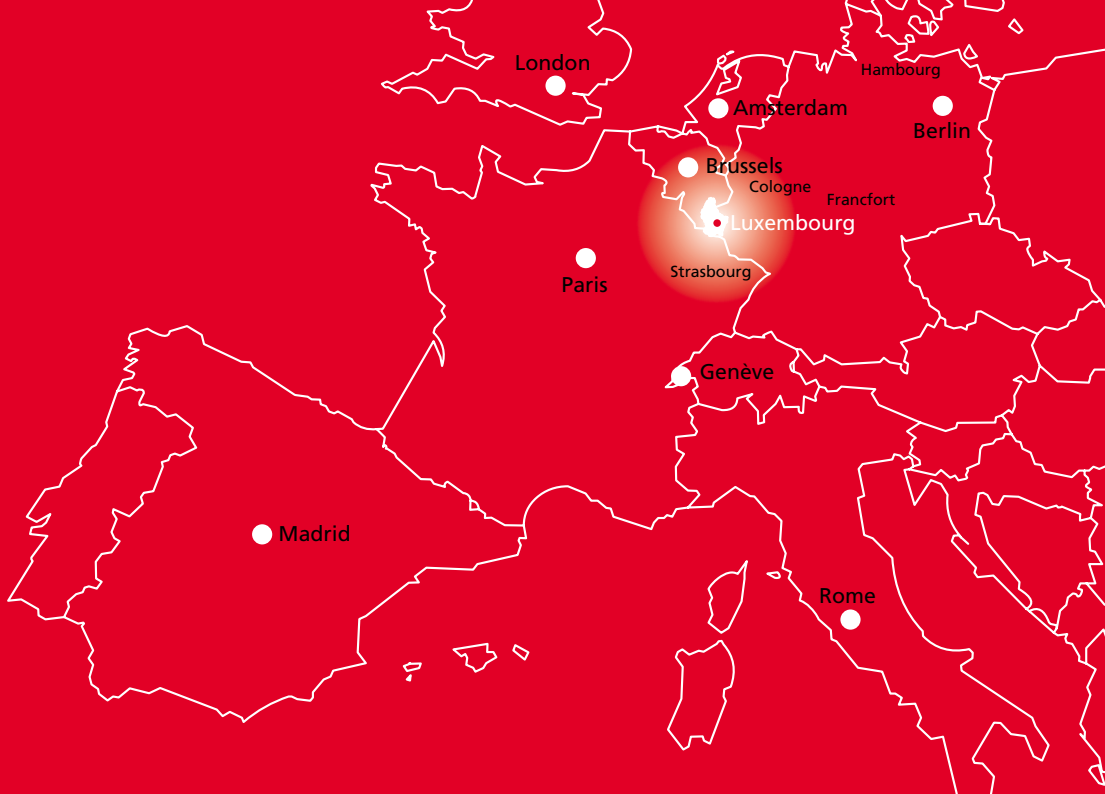 London
Hambourg
Amsterdam
Berlin
Brussels
Cologne
Francfort
Luxembourg
Strasbourg
Paris
Genève
Madrid
Rome